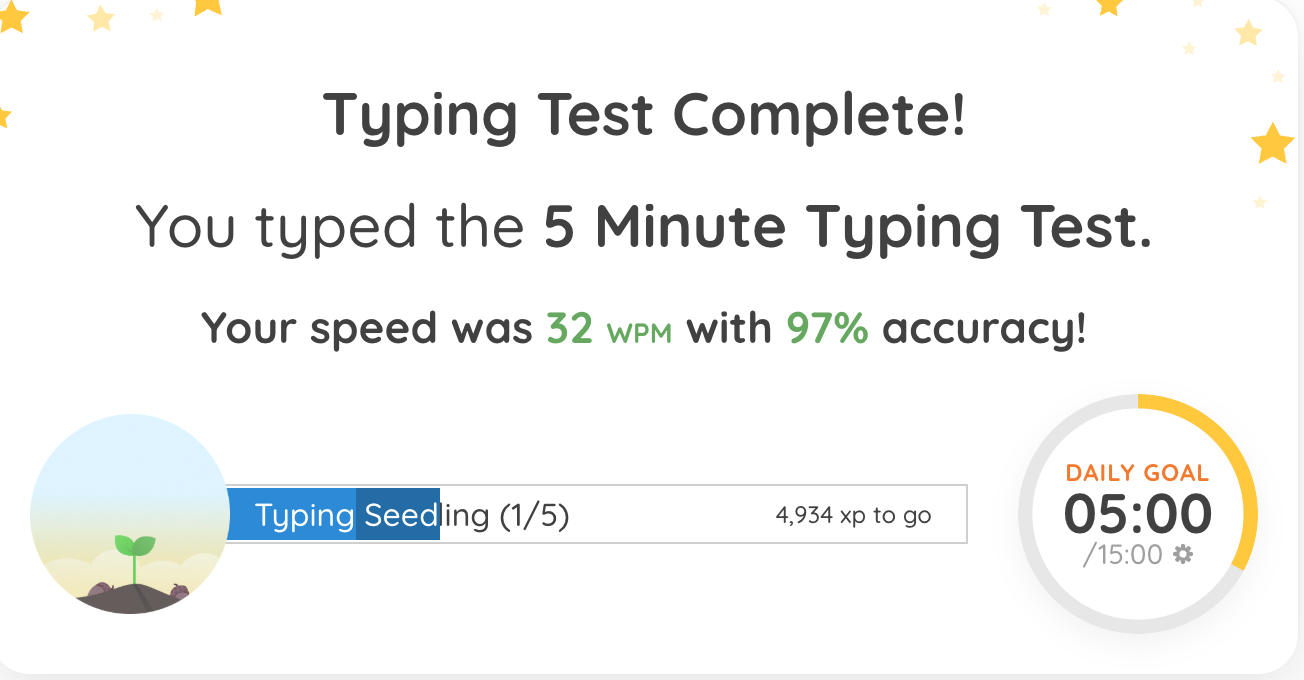 Typing Test Complete!
You typed the 5 Minute Typing Test.
Your speed was 32 WPM with 97% accuracy!
Typing Seedling (1/5)
4,934 xp to go
DAILY GOAL
05:00
/15:00